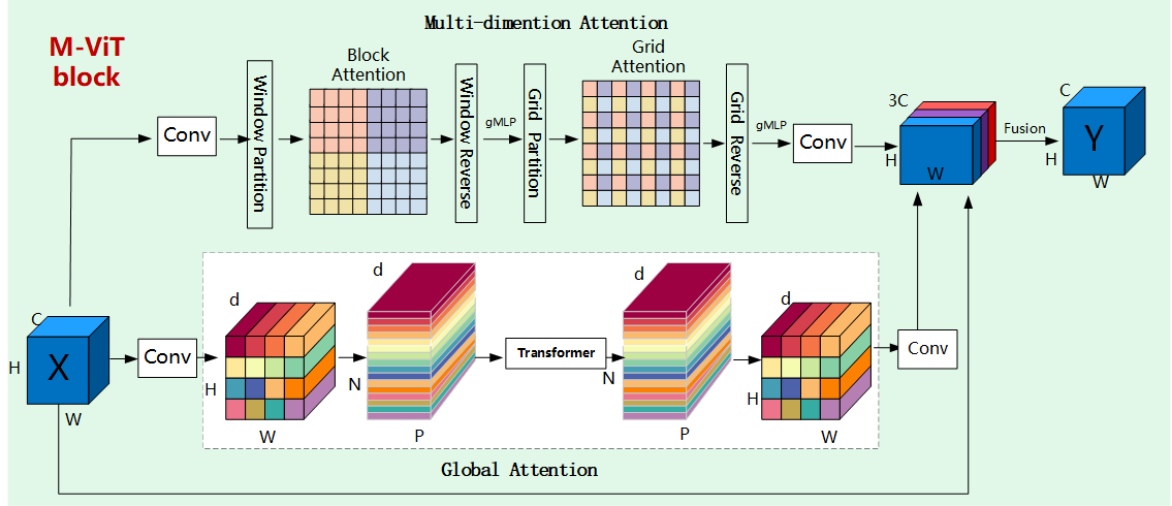 Multi-dimention Attention
M-ViT
block
Conv
Window Partition
Block
Attention
Window Reverse
gMLP
Grid Partition
Grid
Attention
Grid Reverse
gMLP
Conv
3C
H
W
Fusion
C
Y
H
W
C
X
H
W
Conv
d
H
W
d
N
P
Transformer
d
N
P
d
H
W
Conv
Global Attention